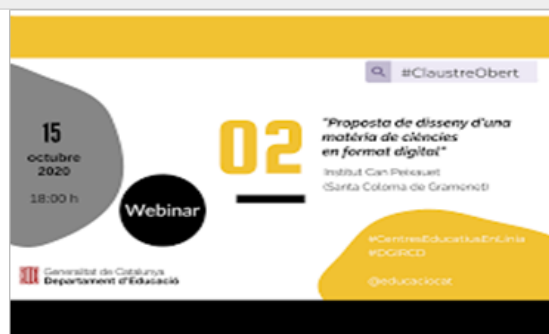 #ClaustreObert
15
octubre
2020
18:00 h
Webinar
02
"Proposta de disseny d'una
matèria de ciències
en format digital"
Institut Can Peixauet
(Santa Coloma de Gramenet)
#CentresEducatiusEnLínia
#DGIRCD
@educaciocat
Generalitat de Catalunya
Departament d'Educació